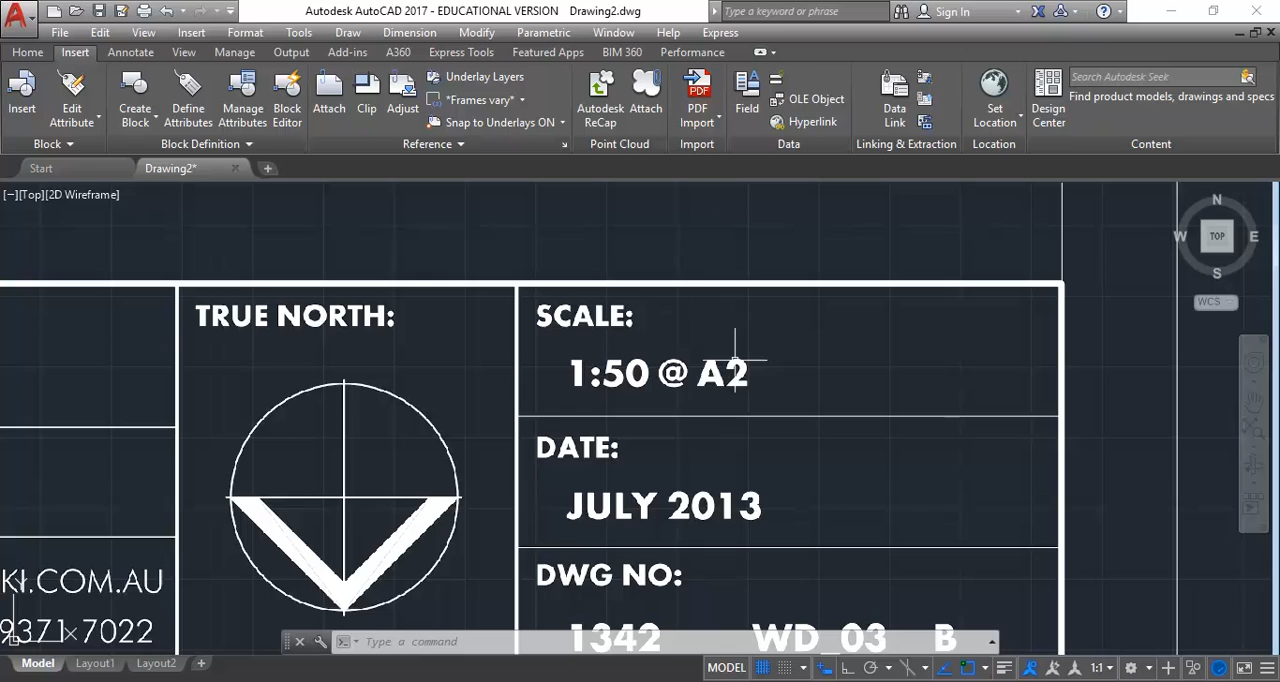 Autodesk AutoCAD 2017 - EDUCATIONAL VERSION Drawing2.dwg
Type a keyword or phrase
Sign In
File Edit View Insert Format Tools Draw Dimension Modify Parametric Window Help Express
Home Insert Annotate View Manage Output Add-ins A360 Express Tools Featured Apps BIM 360 Performance
Insert
Edit Attribute
Create Block
Define Attributes
Manage Attributes
Block Editor
Attach
Clip
Adjust
Underlay Layers
*Frames vary*
Snap to Underlays ON
Autodesk ReCap
Attach
PDF
PDF Import
Field
OLE Object
Hyperlink
Data Link
Set Location
Design Center
Search Autodesk Seek
Find product models, drawings and specs
Block
Block Definition
Reference
Point Cloud
Import
Data
Linking & Extraction
Location
Content
Start
Drawing2*
[−][Top][2D Wireframe]
N
W TOP E
S
WCS
TRUE NORTH:
SCALE:
1:50 @ A2
DATE:
JULY 2013
DWG NO:
1342 WD_03 B
KI.COM.AU
9371 7022
Type a command
Model Layout1 Layout2
MODEL
1:1